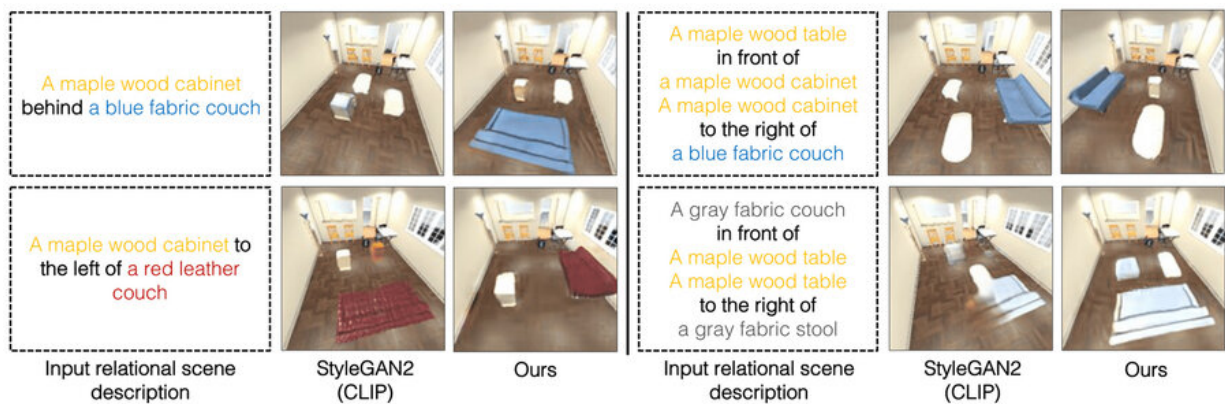 A maple wood cabinet
behind a blue fabric couch
A maple wood table
in front of
a maple wood cabinet
A maple wood cabinet
to the right of
a blue fabric couch
A maple wood cabinet to
the left of a red leather
couch
A gray fabric couch
in front of
A maple wood table
A maple wood table
to the right of
a gray fabric stool
Input relational scene
description
StyleGAN2
(CLIP)
Ours
Input relational scene
description
StyleGAN2
(CLIP)
Ours